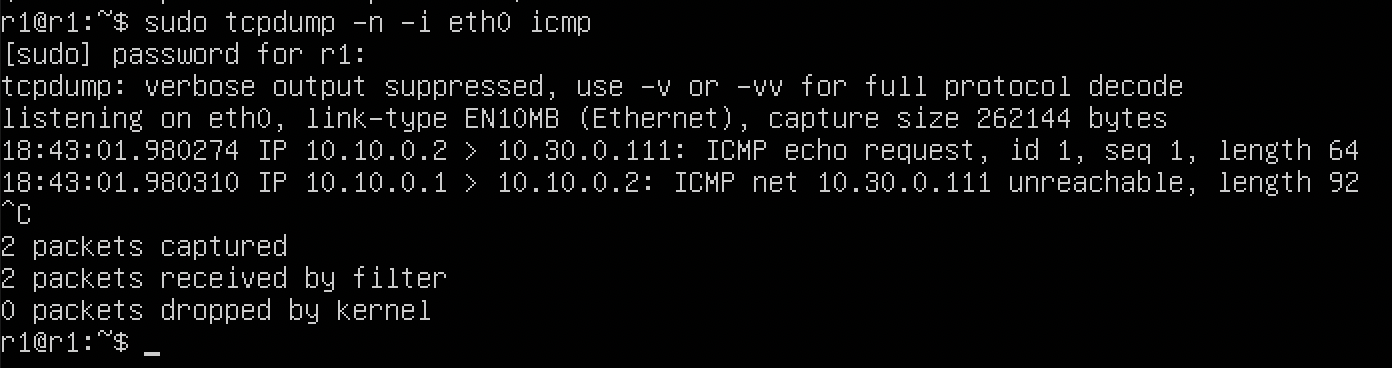 r1@r1:~$ sudo tcpdump -n -i eth0 icmp
[sudo] password for r1:
tcpdump: verbose output suppressed, use -v or -vv for full protocol decode
listening on eth0, link-type EN10MB (Ethernet), capture size 262144 bytes
18:43:01.980274 IP 10.10.0.2 > 10.30.0.111: ICMP echo request, id 1, seq 1, length 64
18:43:01.980310 IP 10.10.0.1 > 10.10.0.2: ICMP net 10.30.0.111 unreachable, length 92
^C
2 packets captured
2 packets received by filter
0 packets dropped by kernel
r1@r1:~$ _